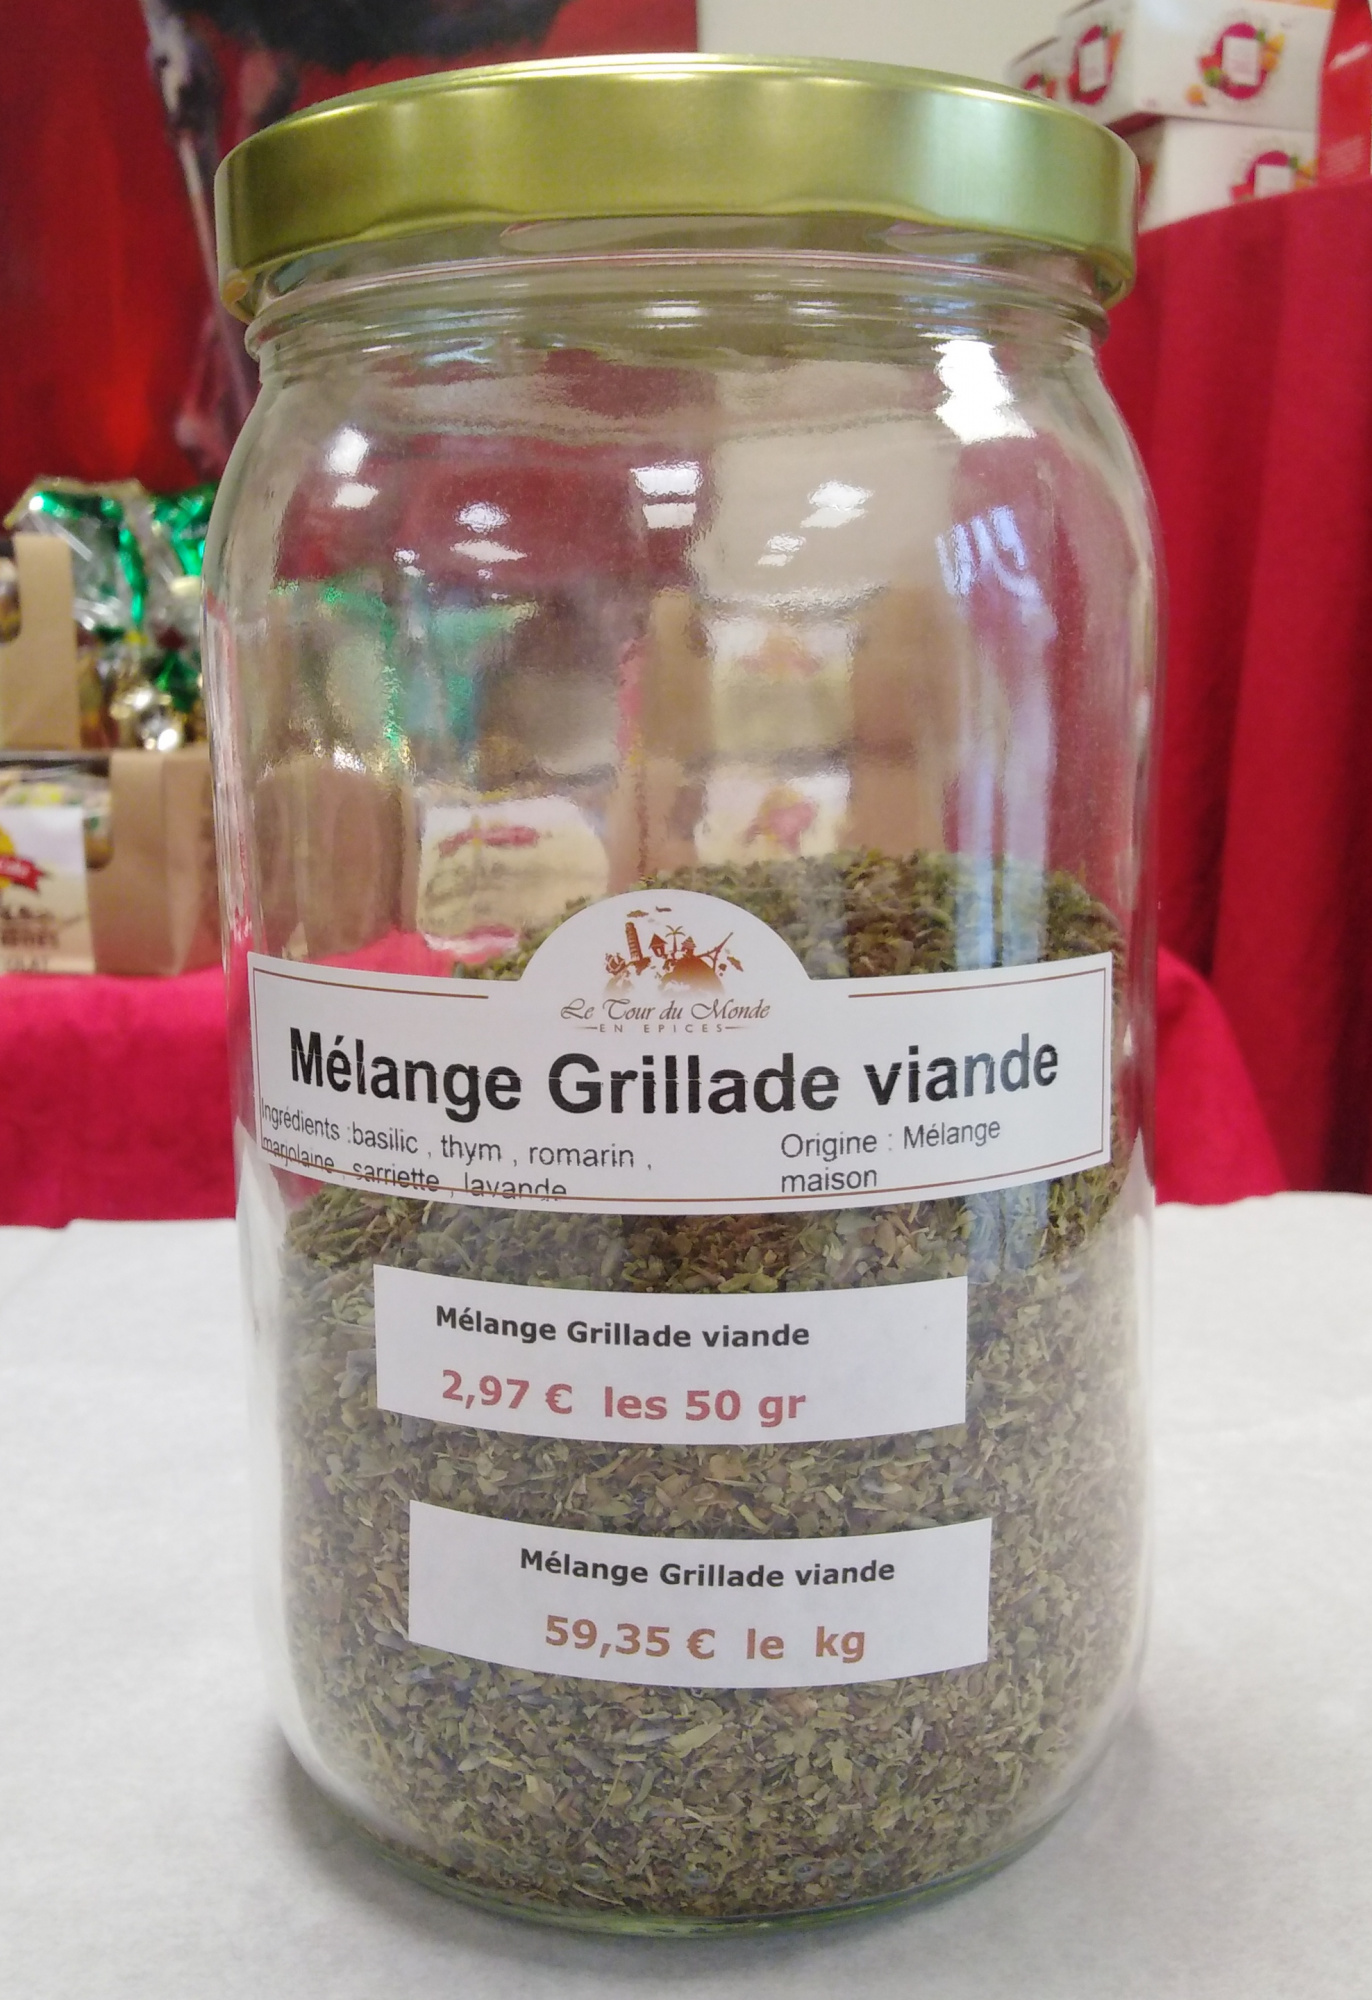 Le Tour du Monde
EN EPICES
Mélange Grillade viande
Ingrédients :basilic , thym , romarin ,
marjolaine , sarriette , lavande
Origine : Mélange
maison
Mélange Grillade viande
2,97 € les 50 gr
Mélange Grillade viande
59,35 € le kg